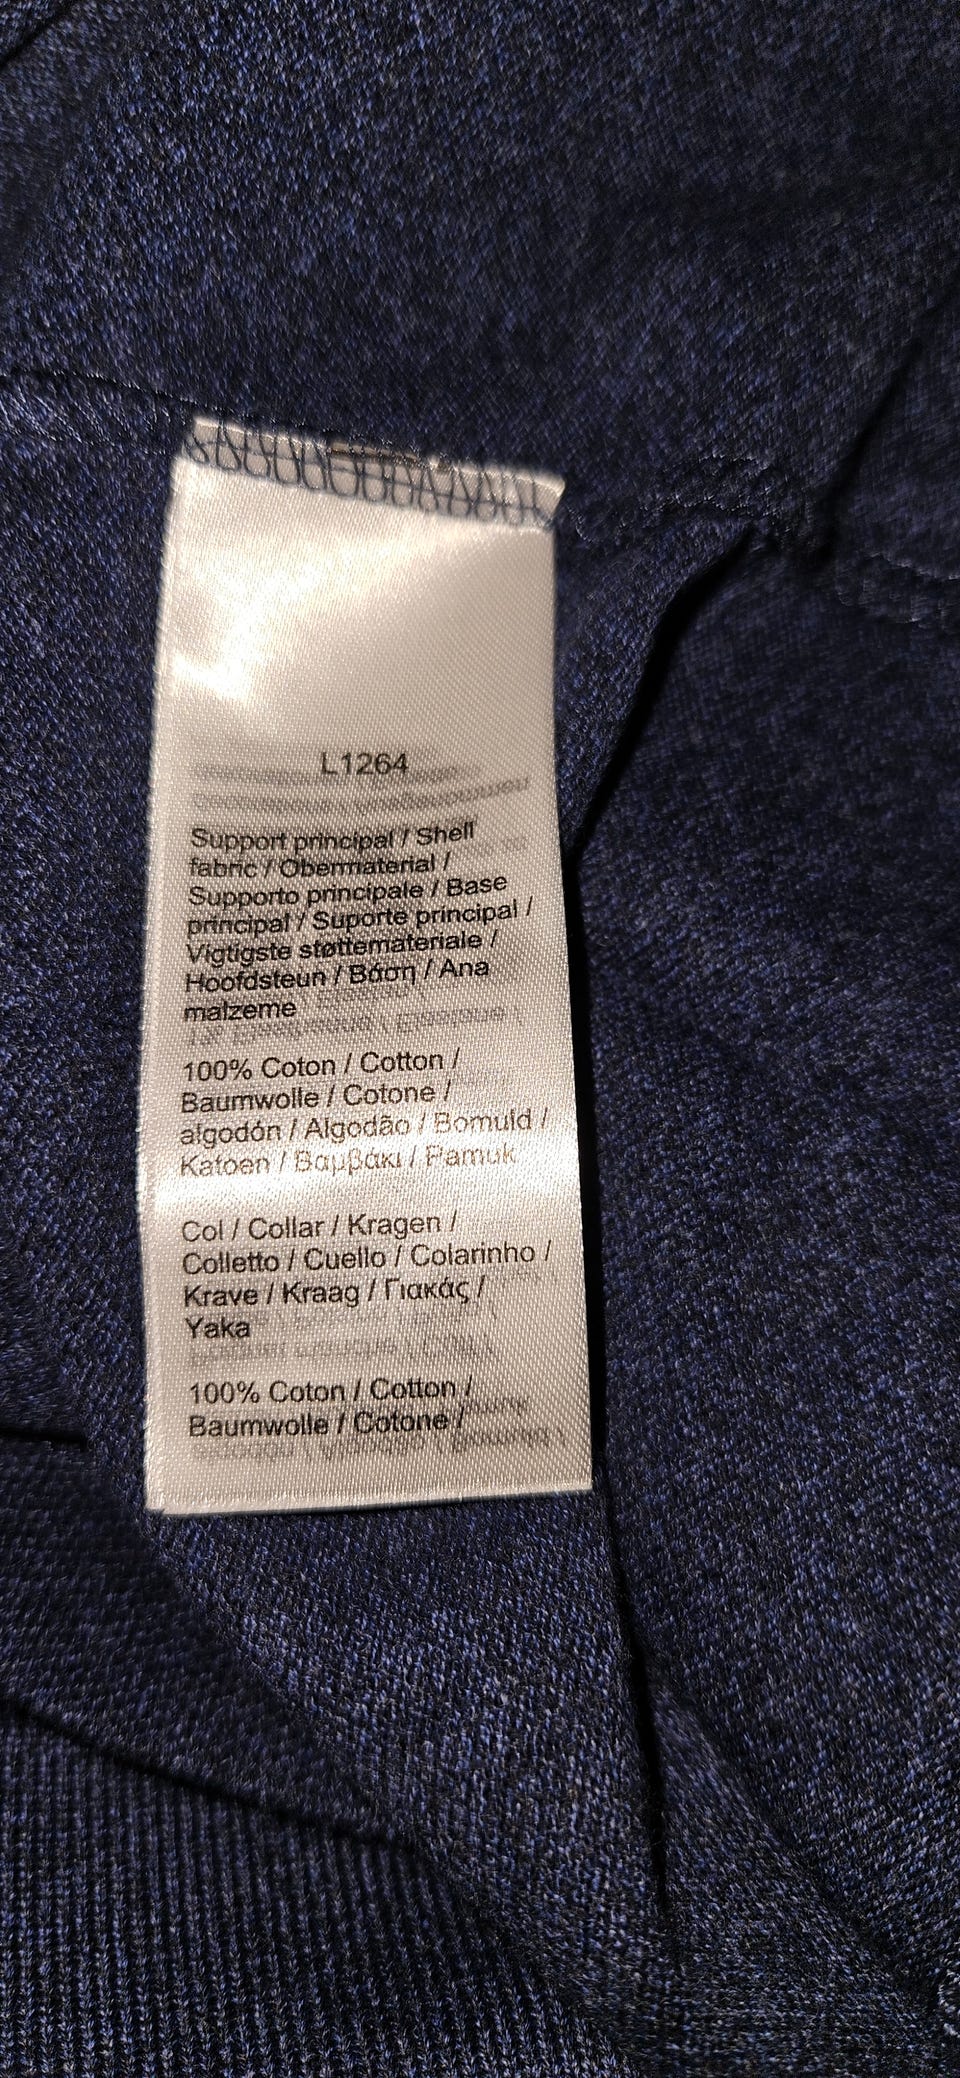 L1264
Support principal / Shell
fabric / Obermaterial /
Supporto principale / Base
principal / Suporte principal /
Vigtigste støttemateriale /
Hoofdsteun / Βάση / Ana
malzeme
100% Coton / Cotton /
Baumwolle / Cotone /
algodón / Algodão / Bomuld /
Katoen / Βαμβάκι / Pamuk
Col / Collar / Kragen /
Colletto / Cuello / Colarinho /
Krave / Kraag / Γιακάς /
Yaka
100% Coton / Cotton /
Baumwolle / Cotone /